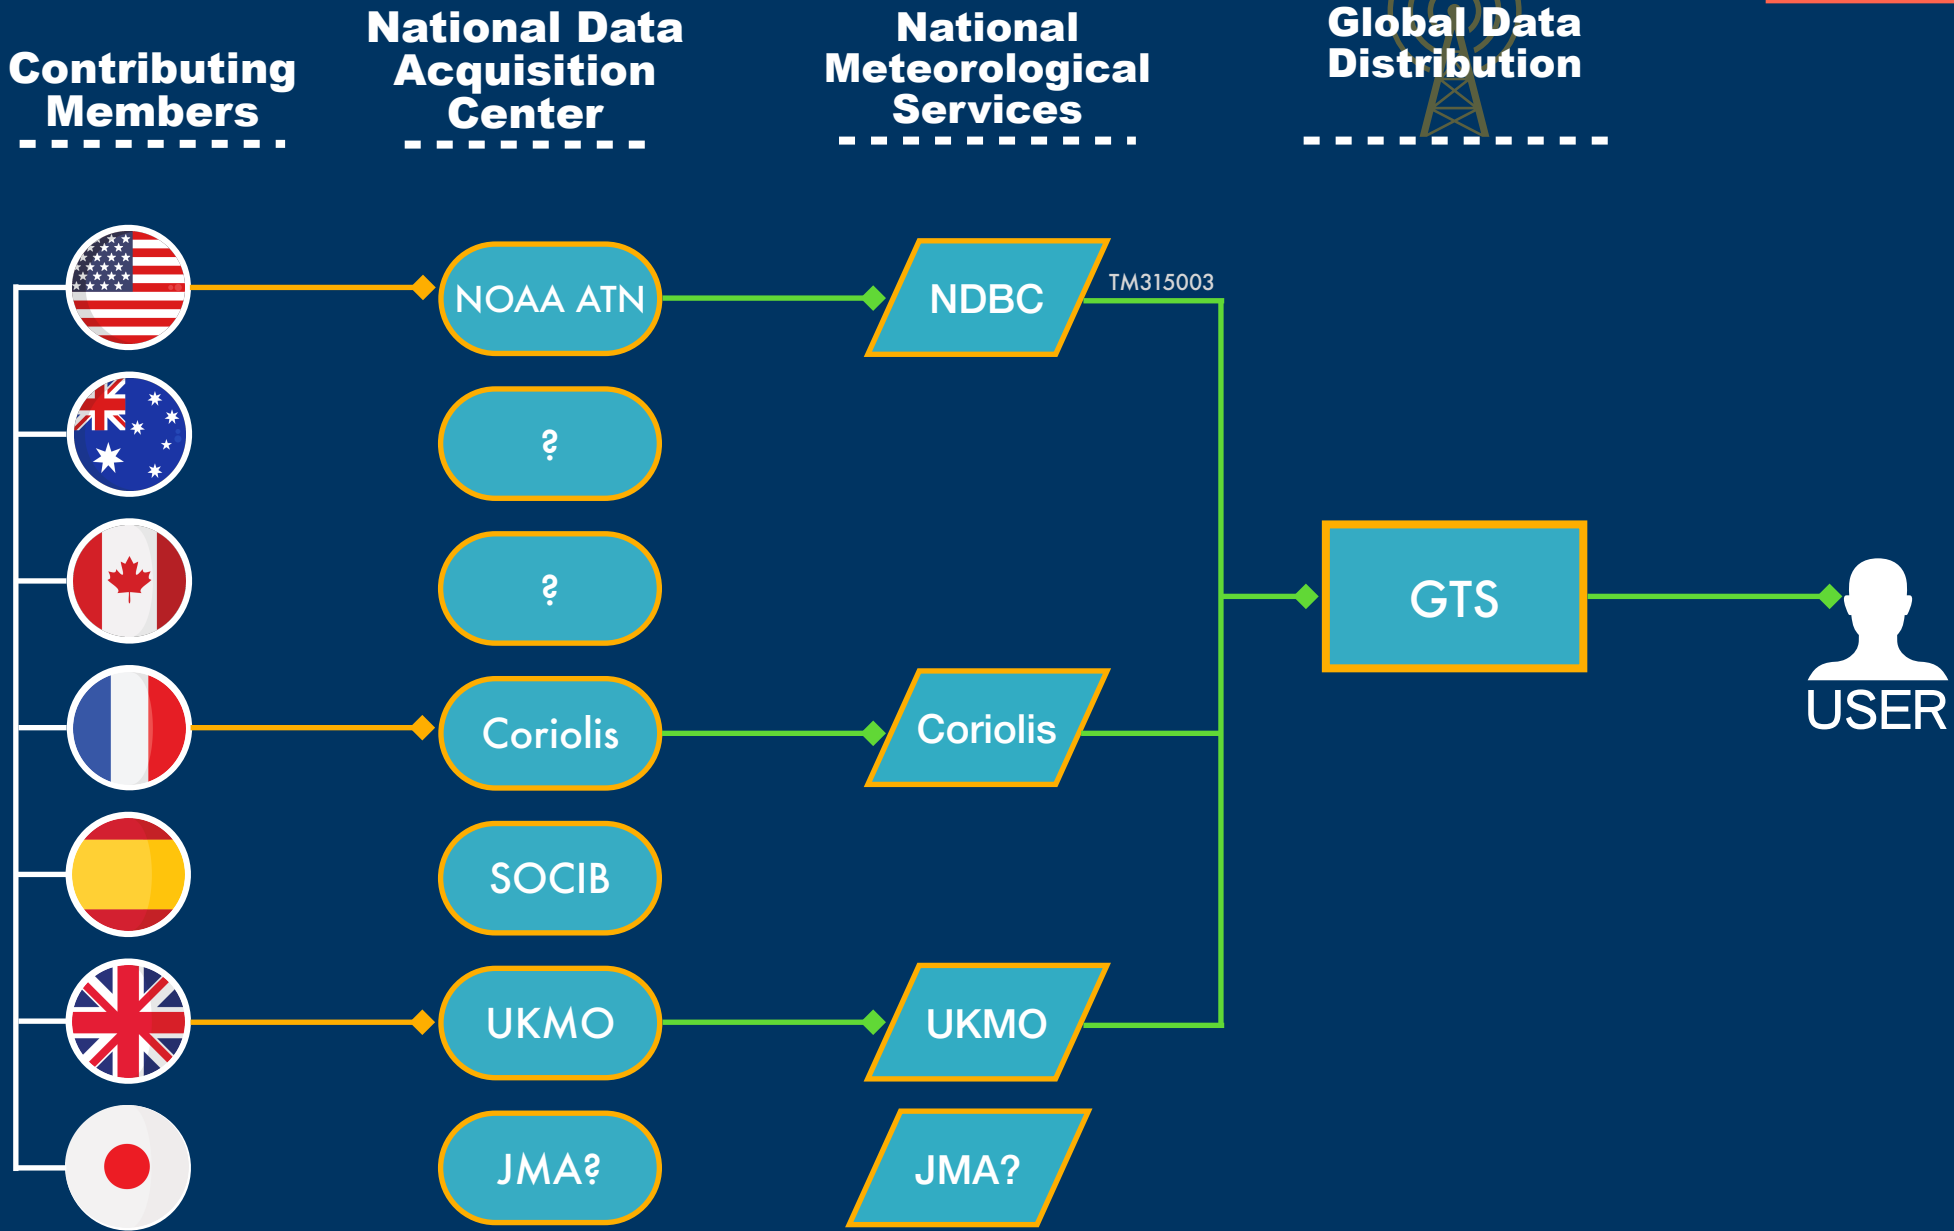 Contributing
Members
National Data
Acquisition
Center
National
Meteorological
Services
Global Data
Distribution
NOAA ATN
NDBC
TM315003
?
?
GTS
USER
Coriolis
Coriolis
SOCIB
UKMO
UKMO
JMA?
JMA?